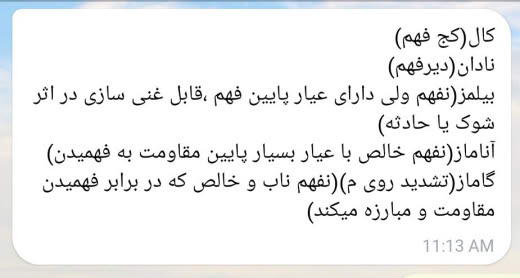 کال(کج فهم)
نادان(دیرفهم)
بیلمز(نفهم ولی دارای عیار پایین فهم ،قابل غنی سازی در اثر
شوک یا حادثه)
آناماز(نفهم خالص با عیار بسیار پایین مقاومت به فهمیدن)
گاماز(تشدید روی م)(نفهم ناب و خالص که در برابر فهمیدن
مقاومت و مبارزه میکند)
11:13 AM